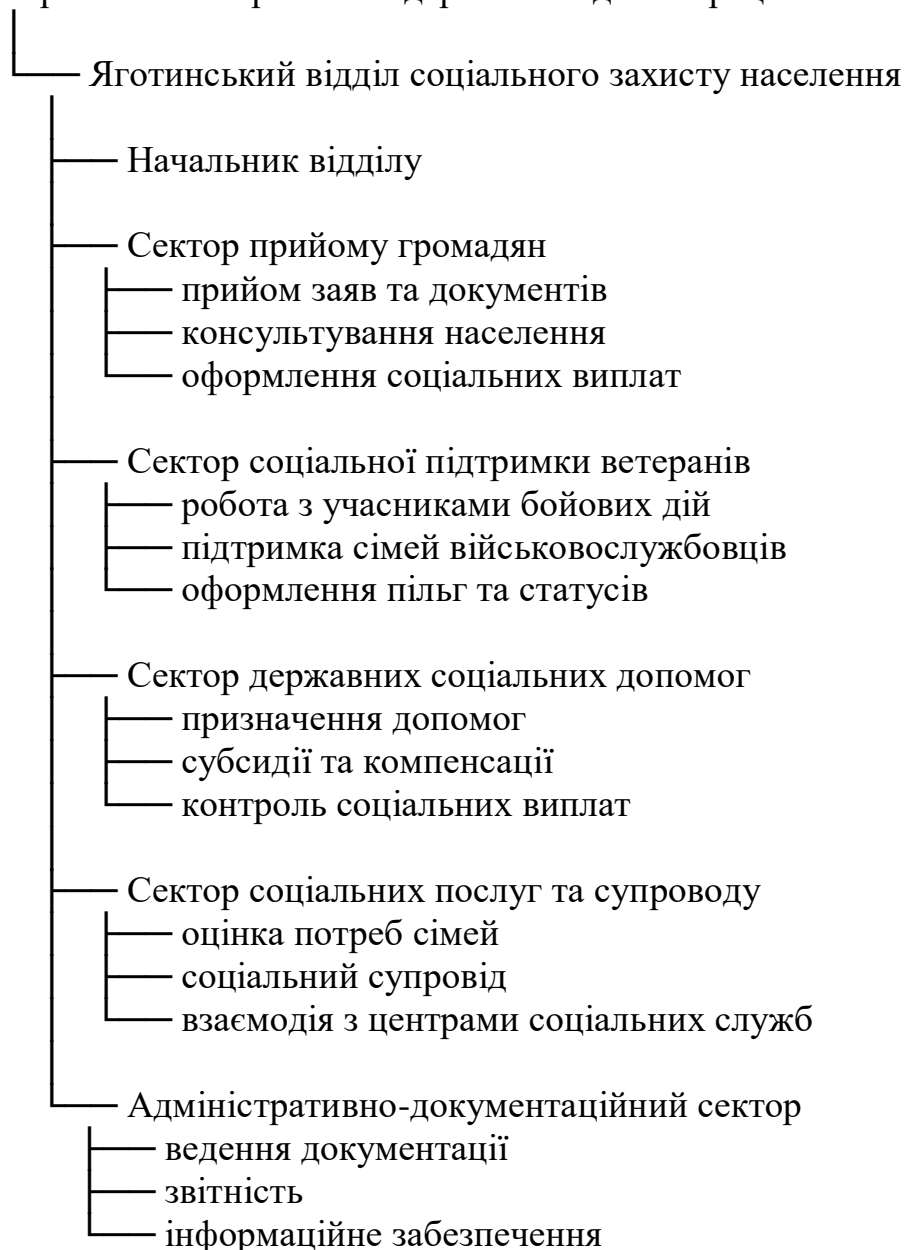 Яготинський відділ соціального захисту населення
Начальник відділу
Сектор прийому громадян
прийом заяв та документів
консультування населення
оформлення соціальних виплат
Сектор соціальної підтримки ветеранів
робота з учасниками бойових дій
підтримка сімей військовослужбовців
оформлення пільг та статусів
Сектор державних соціальних допомог
призначення допомог
субсидії та компенсації
контроль соціальних виплат
Сектор соціальних послуг та супроводу
оцінка потреб сімей
соціальний супровід
взаємодія з центрами соціальних служб
Адміністративно-документаційний сектор
ведення документації
звітність
інформаційне забезпечення